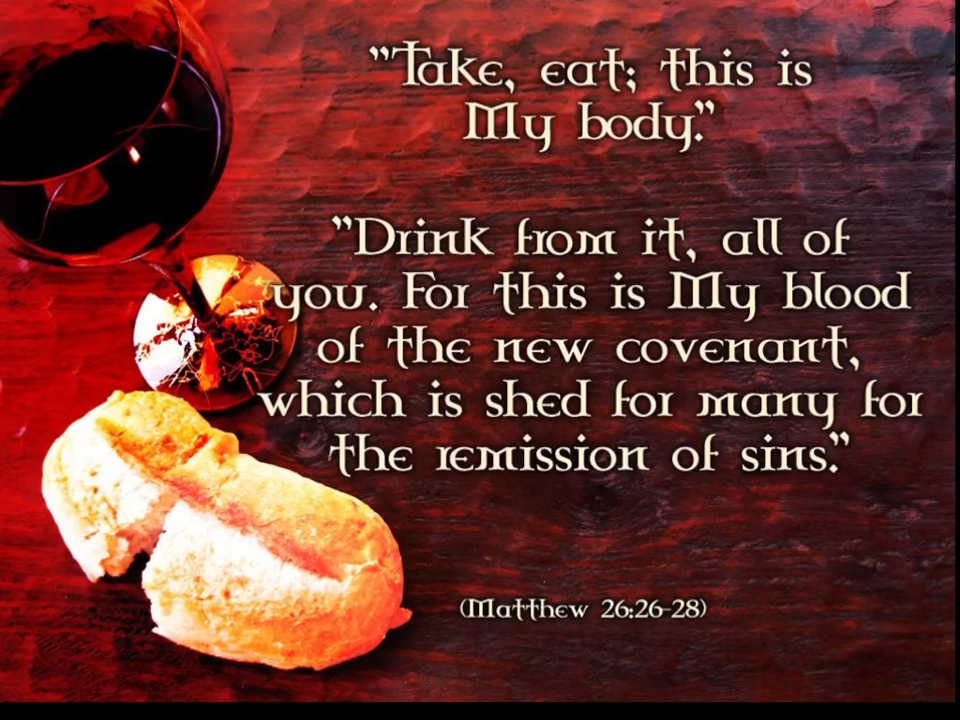 "Take, eat; this is
My body."
"Drink from it, all of
you. For this is My blood
of the new covenant,
which is shed for many for
the remission of sins."
(Matthew 26:26-28)